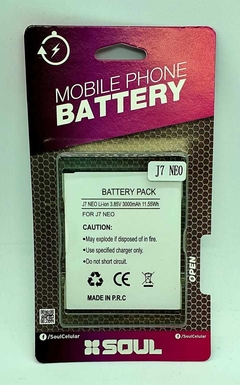 MOBILE PHONE
BATTERY
J7 NEO
BATTERY PACK
J7 NEO Li-ion 3.85V 3000mAh 11.55Wh
FOR J7 NEO
CAUTION:
•May explode if disposed of in fire.
•Use specified charger only.
•Do not short circuit.
CE
MADE IN P.R.C
OPEN
/SoulCelular
SOUL
/SoulCelular